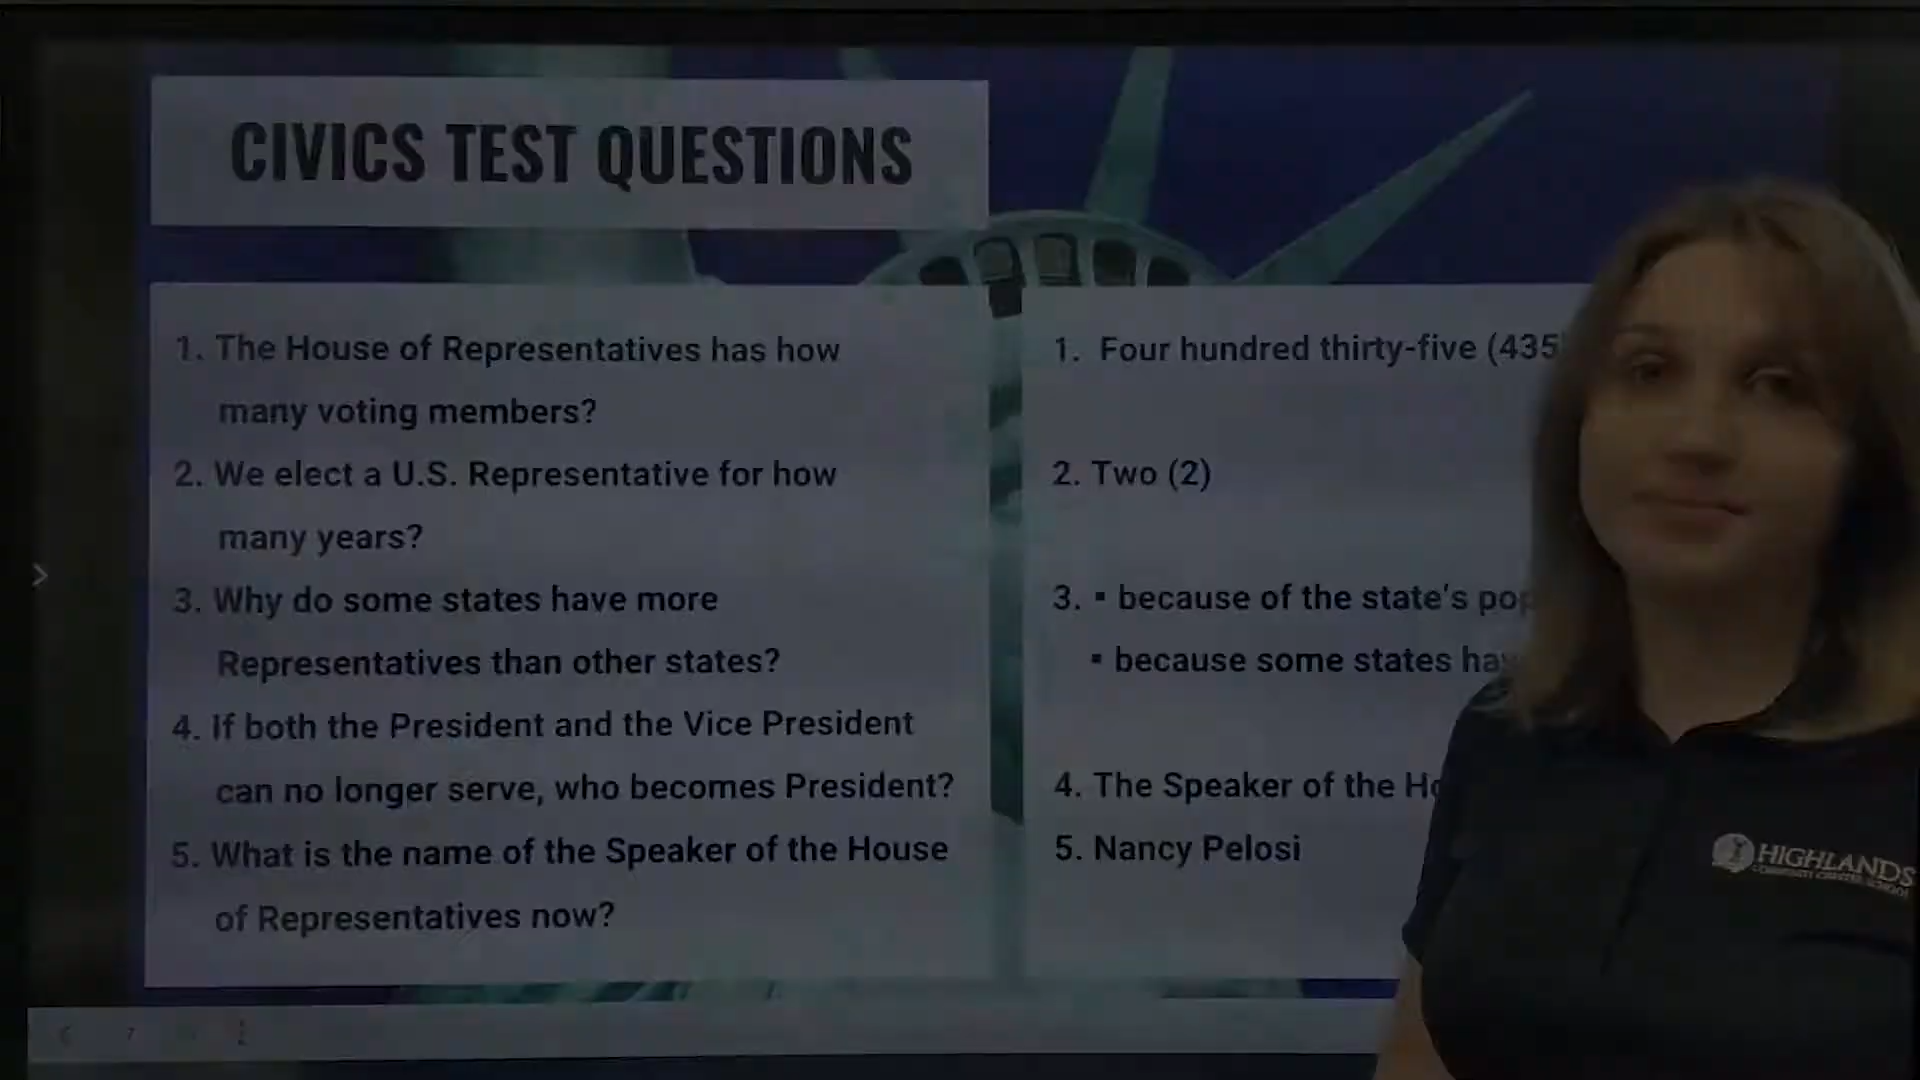 CIVICS TEST QUESTIONS
1. The House of Representatives has how
many voting members?
2. We elect a U.S. Representative for how
many years?
3. Why do some states have more
Representatives than other states?
4. If both the President and the Vice President
can no longer serve, who becomes President?
5. What is the name of the Speaker of the House
of Representatives now?
1. Four hundred thirty-five (435
2. Two (2)
3. ▪ because of the state's
▪ because some states
4. The Speaker of the
5. Nancy Pelosi
HIGHLANDS
COMMUNITY CHARTER SCHOOL
7